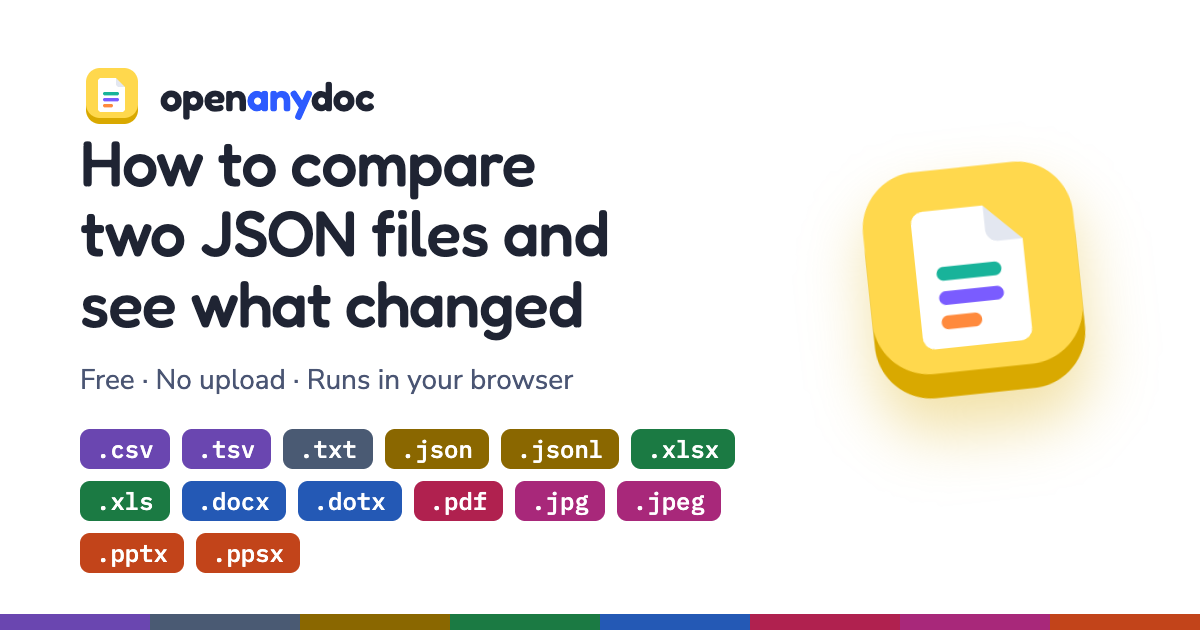 openanydoc
How to compare
two JSON files and
see what changed
Free · No upload · Runs in your browser
.csv .tsv .txt .json .jsonl .xlsx
.xls .docx .dotx .pdf .jpg .jpeg
.pptx .ppsx